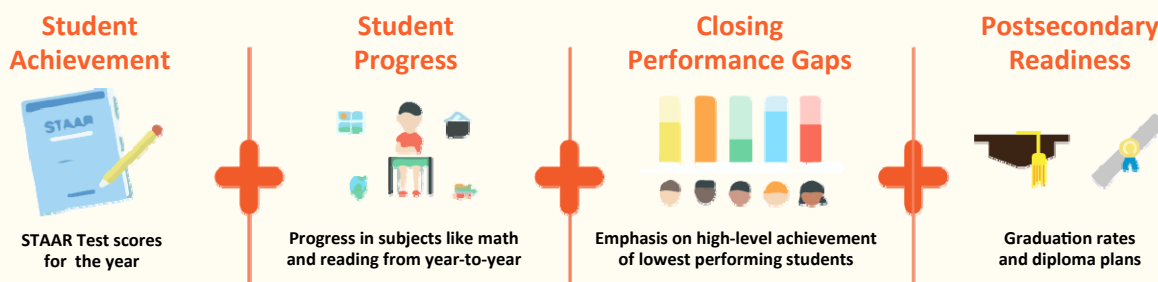 Student
Achievement
STAAR
STAAR Test scores
for the year
Student
Progress
Progress in subjects like math
and reading from year-to-year
Closing
Performance Gaps
Emphasis on high-level achievement
of lowest performing students
Postsecondary
Readiness
Graduation rates
and diploma plans